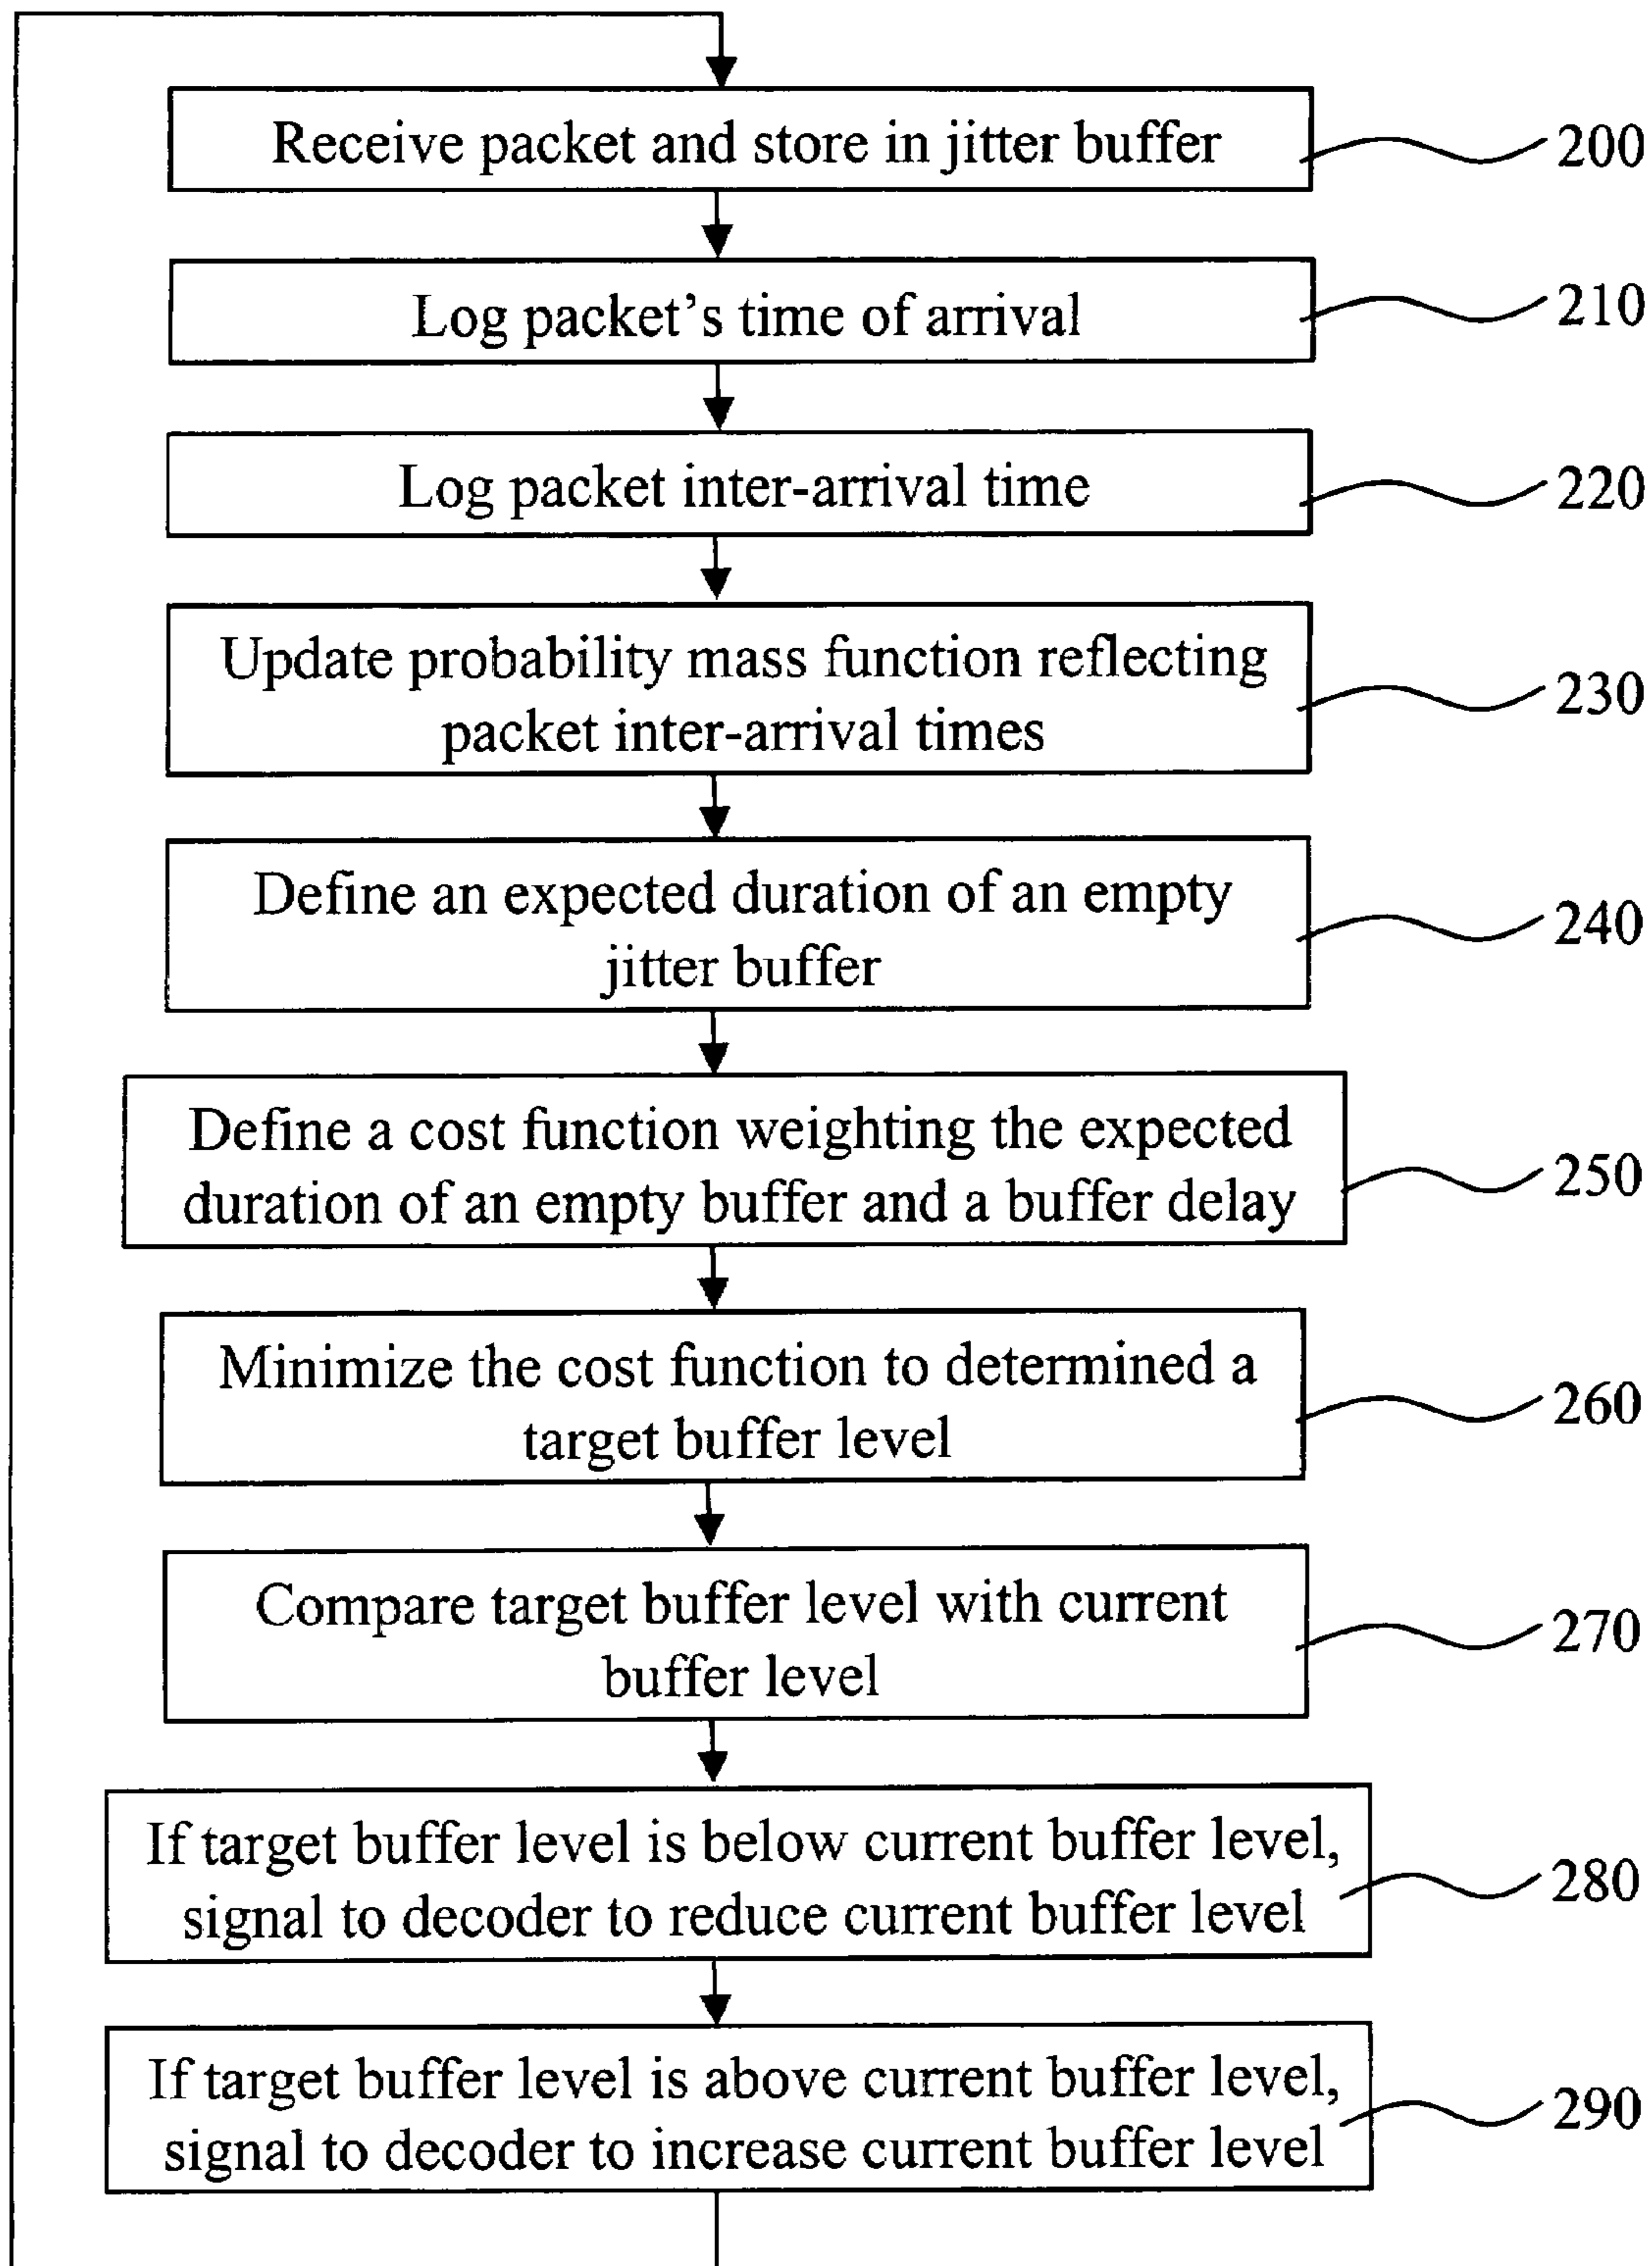 Receive packet and store in jitter buffer
200
Log packet's time of arrival
210
Log packet inter-arrival time
220
Update probability mass function reflecting
packet inter-arrival times
230
Define an expected duration of an empty
jitter buffer
240
Define a cost function weighting the expected
duration of an empty buffer and a buffer delay
250
Minimize the cost function to determined a
target buffer level
260
Compare target buffer level with current
buffer level
270
If target buffer level is below current buffer level,
signal to decoder to reduce current buffer level
280
If target buffer level is above current buffer level,
signal to decoder to increase current buffer level
290